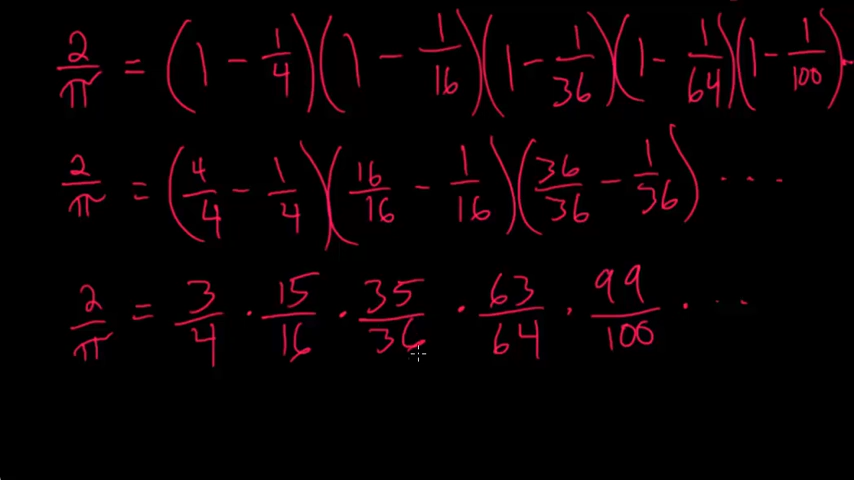 2/π = (1 - 1/4)(1 - 1/16)(1 - 1/36)(1 - 1/64)(1 - 1/100)...
2/π = (4/4 - 1/4)(16/16 - 1/16)(36/36 - 1/36) ...
2/π = 3/4 · 15/16 · 35/36 · 63/64 · 99/100 · ...